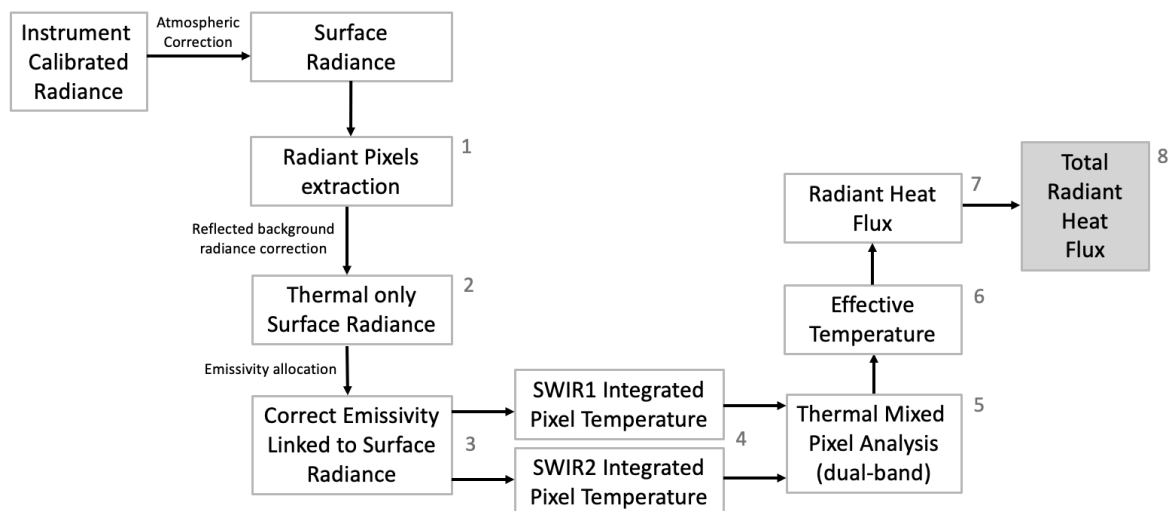 Instrument
Calibrated
Radiance
Atmospheric
Correction
Surface
Radiance
Radiant Pixels
extraction
1
Reflected background
radiance correction
Thermal only
Surface Radiance
2
Emissivity allocation
Correct Emissivity
Linked to Surface
Radiance
3
SWIR1 Integrated
Pixel Temperature
SWIR2 Integrated
Pixel Temperature
4
Thermal Mixed
Pixel Analysis
(dual-band)
5
Effective
Temperature
6
Radiant Heat
Flux
7
Total
Radiant
Heat
Flux
8